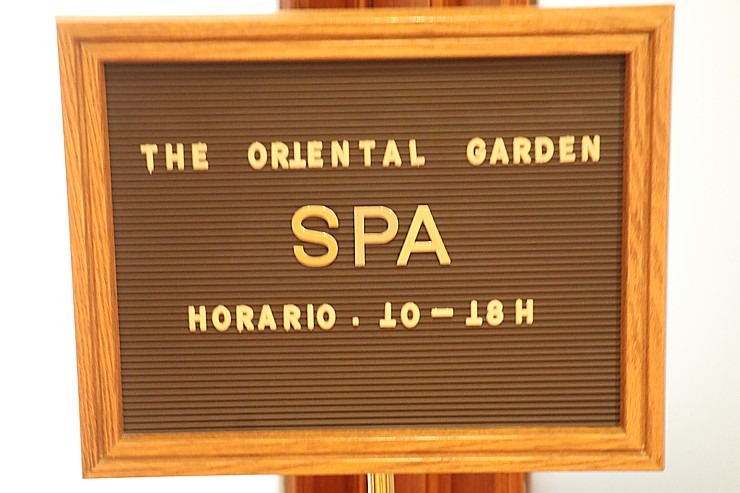 THE ORIENTAL GARDEN
SPA
HORARIO . 10-18H